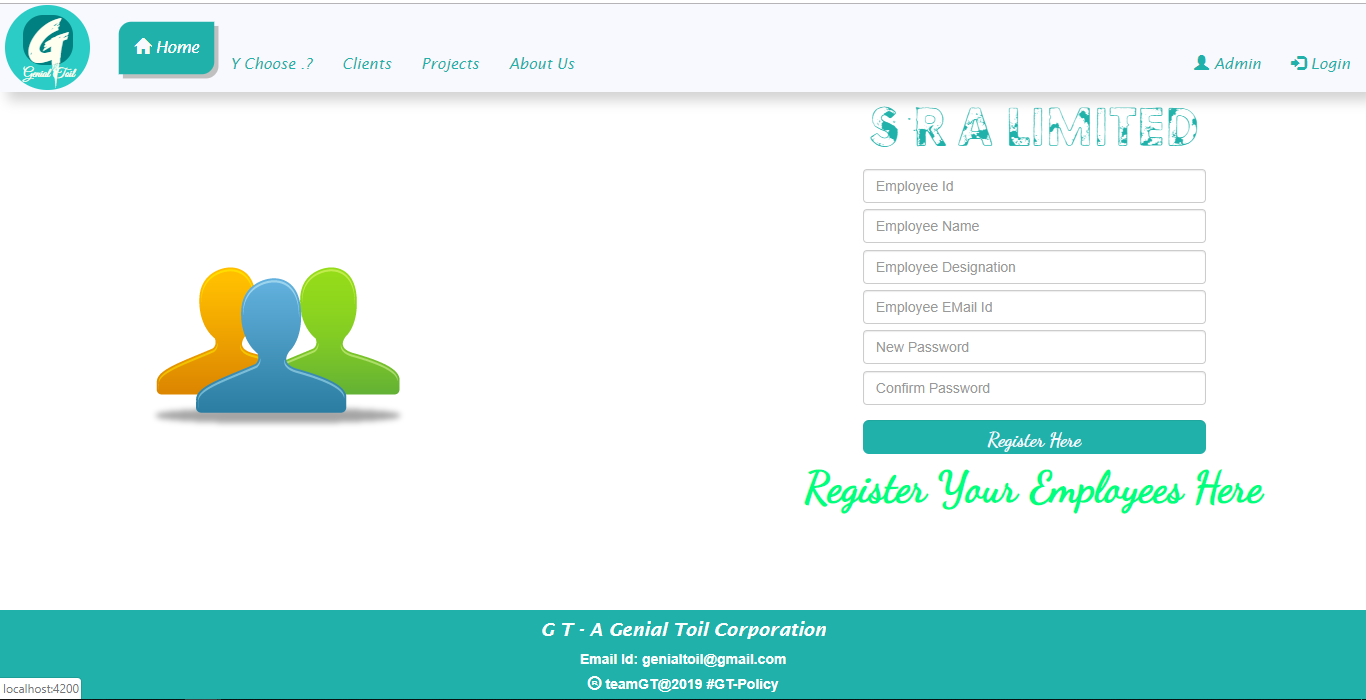 Genial Toil
Home
Y Choose .?
Clients
Projects
About Us
Admin
Login
S R A LIMITED
Employee Id
Employee Name
Employee Designation
Employee EMail Id
New Password
Confirm Password
Register Here
Register Your Employees Here
G T - A Genial Toil Corporation
Email Id: genialtoil@gmail.com
® teamGT@2019 #GT-Policy
localhost:4200